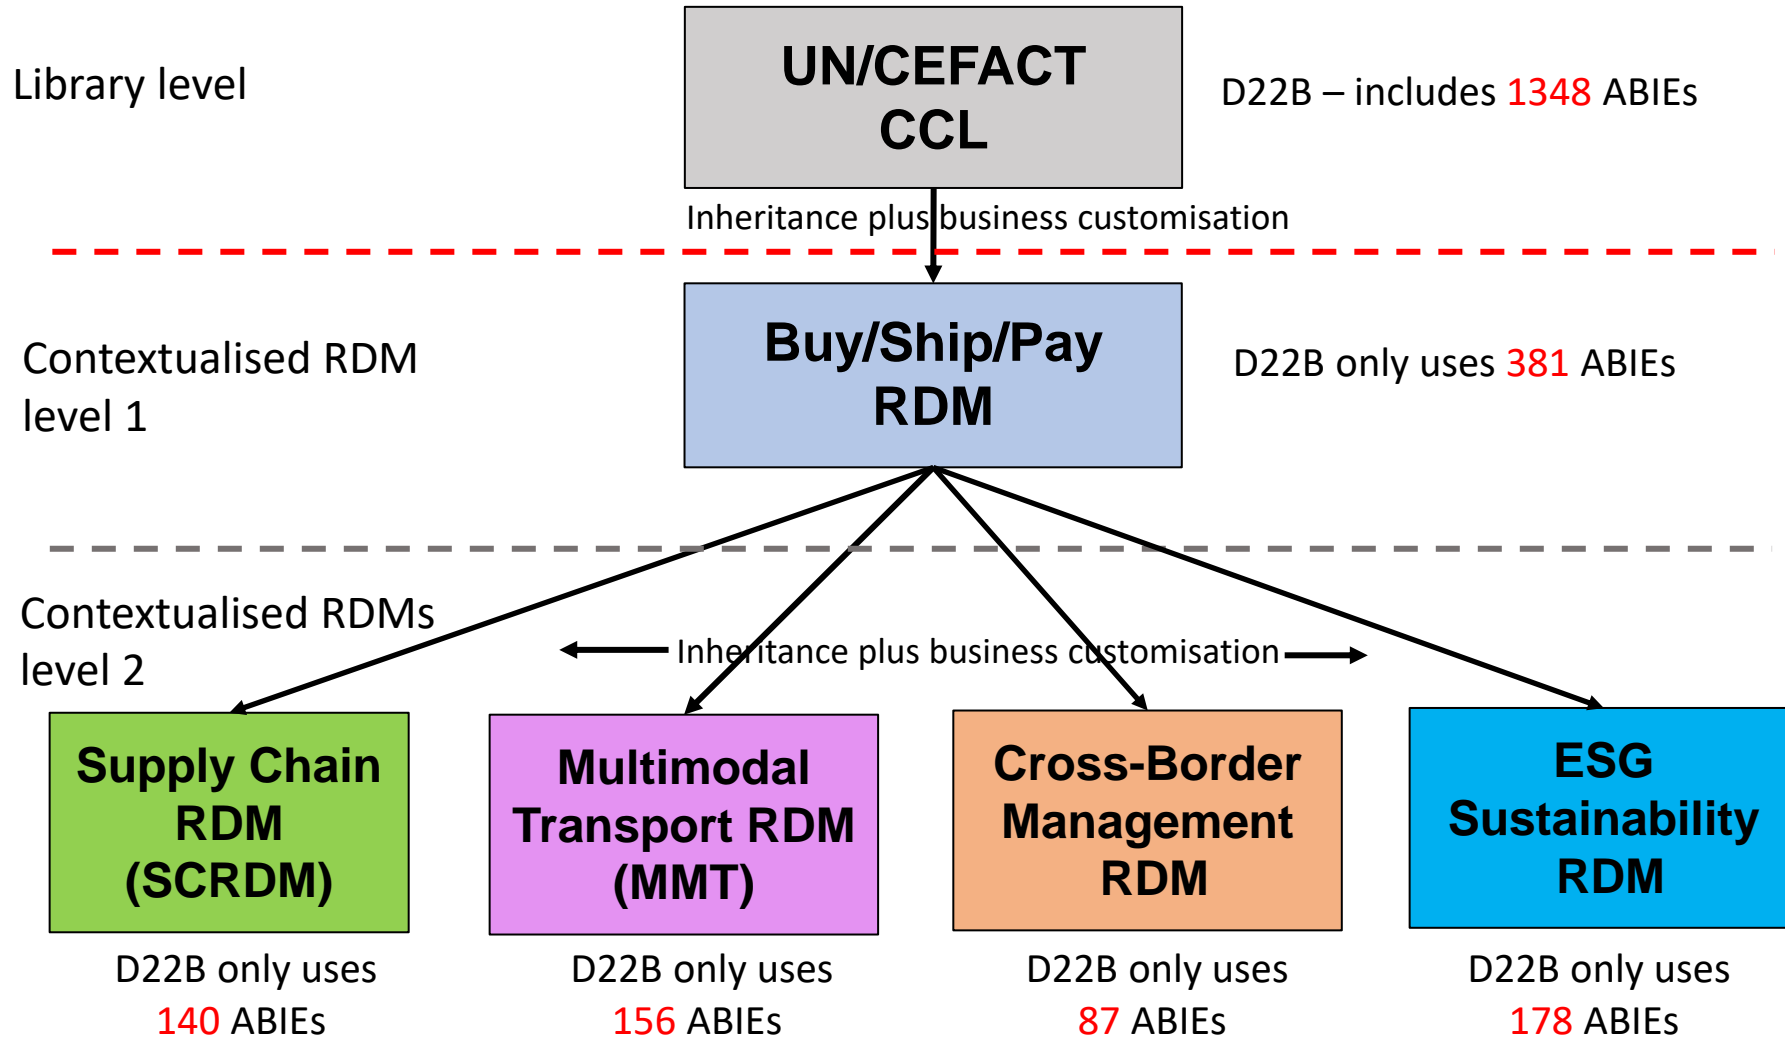 Library level
UN/CEFACT
CCL
D22B – includes 1348 ABIEs
Inheritance plus business customisation
Contextualised RDM
level 1
Buy/Ship/Pay
RDM
D22B only uses 381 ABIEs
Contextualised RDMs
level 2
Inheritance plus business customisation
Supply Chain
RDM
(SCRDM)
Multimodal
Transport RDM
(MMT)
Cross-Border
Management
RDM
ESG
Sustainability
RDM
D22B only uses
140 ABIEs
D22B only uses
156 ABIEs
D22B only uses
87 ABIEs
D22B only uses
178 ABIEs